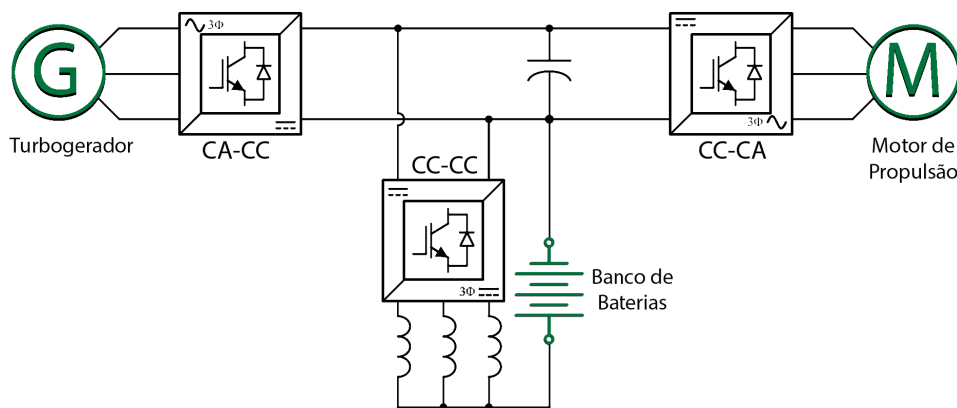 3Φ
G
Turbogerador
CA-CC
CC-CC
3Φ
Banco de
Baterias
3Φ
CC-CA
M
Motor de
Propulsão